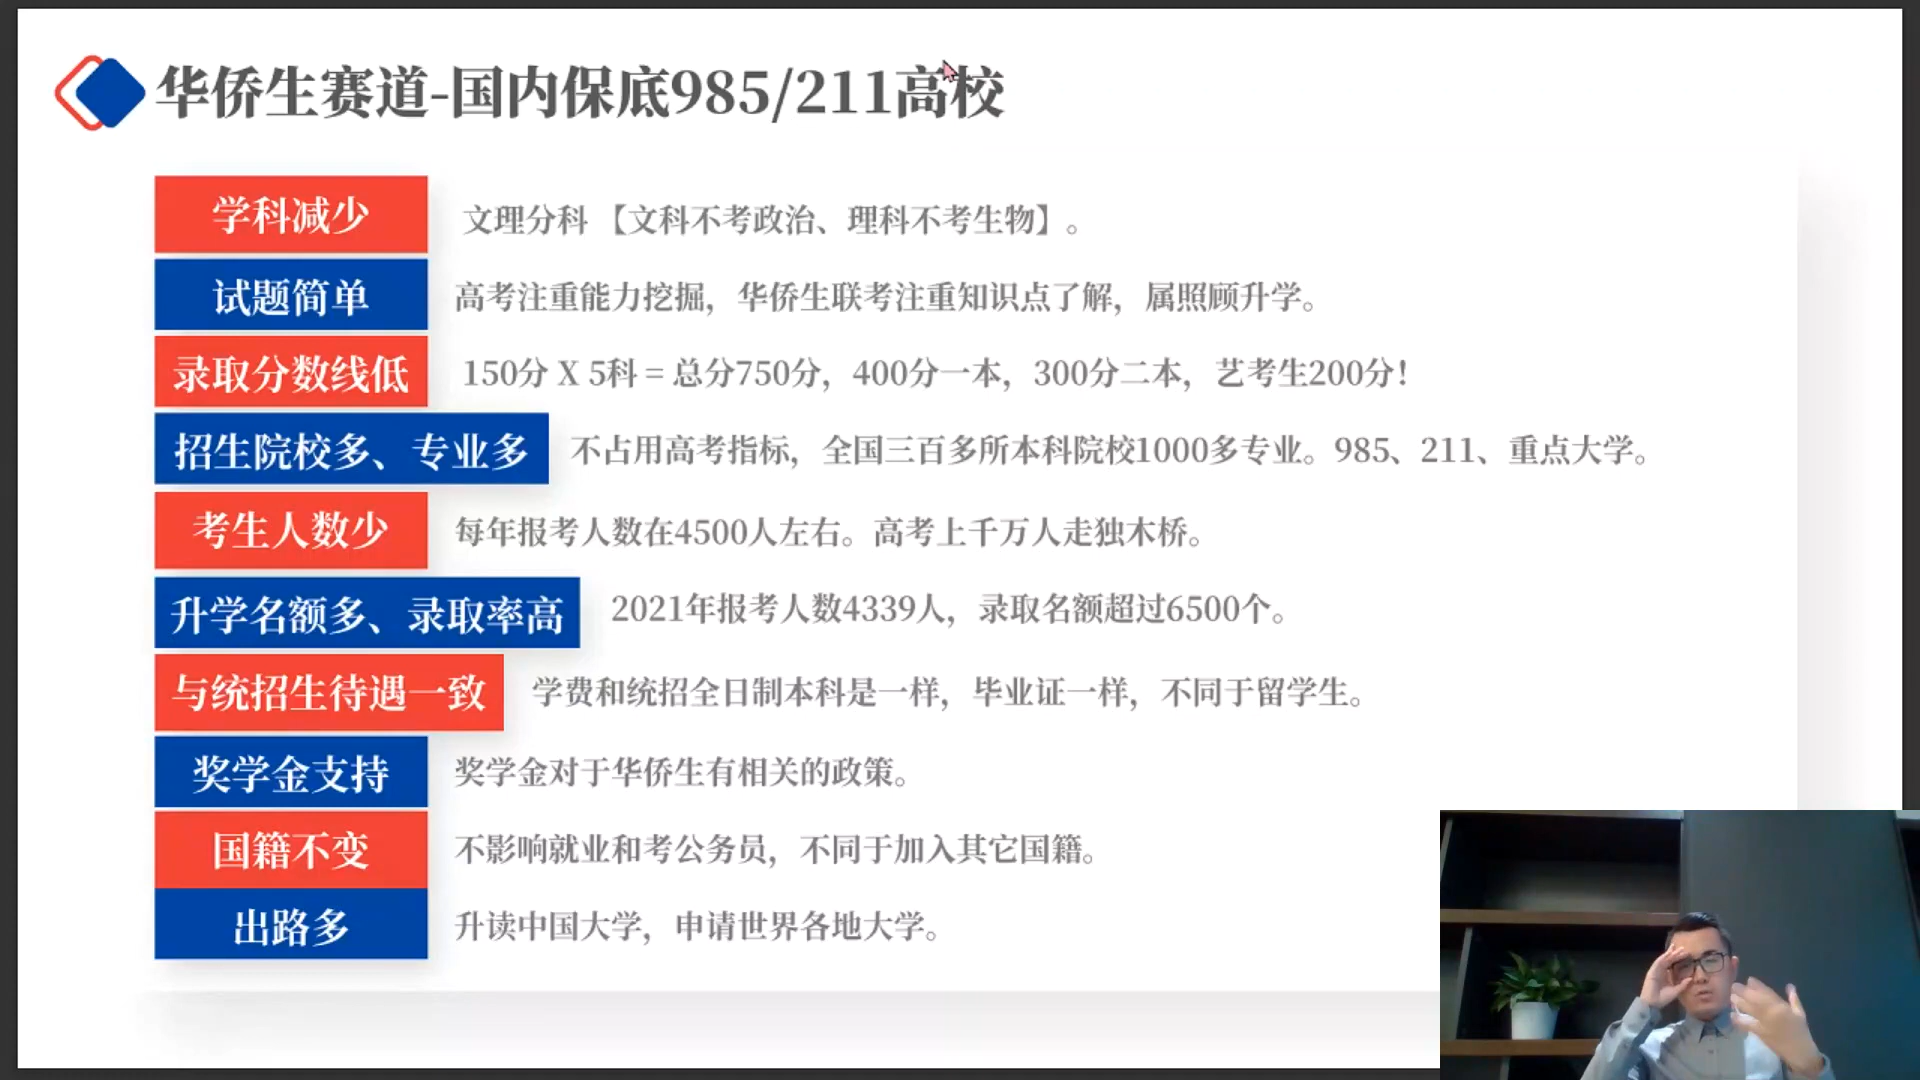 华侨生赛道-国内保底985/211高校
学科减少
文理分科【文科不考政治、理科不考生物】。
试题简单
高考注重能力挖掘，华侨生联考注重知识点了解，属照顾升学。
录取分数线低
150分 X 5科 = 总分750分，400分一本，300分二本，艺考生200分！
招生院校多、专业多
不占用高考指标，全国三百多所本科院校1000多专业。985、211、重点大学。
考生人数少
每年报考人数在4500人左右。高考上千万人走独木桥。
升学名额多、录取率高
2021年报考人数4339人，录取名额超过6500个。
与统招生待遇一致
学费和统招全日制本科是一样，毕业证一样，不同于留学生。
奖学金支持
奖学金对于华侨生有相关的政策。
国籍不变
不影响就业和考公务员，不同于加入其它国籍。
出路多
升读中国大学，申请世界各地大学。